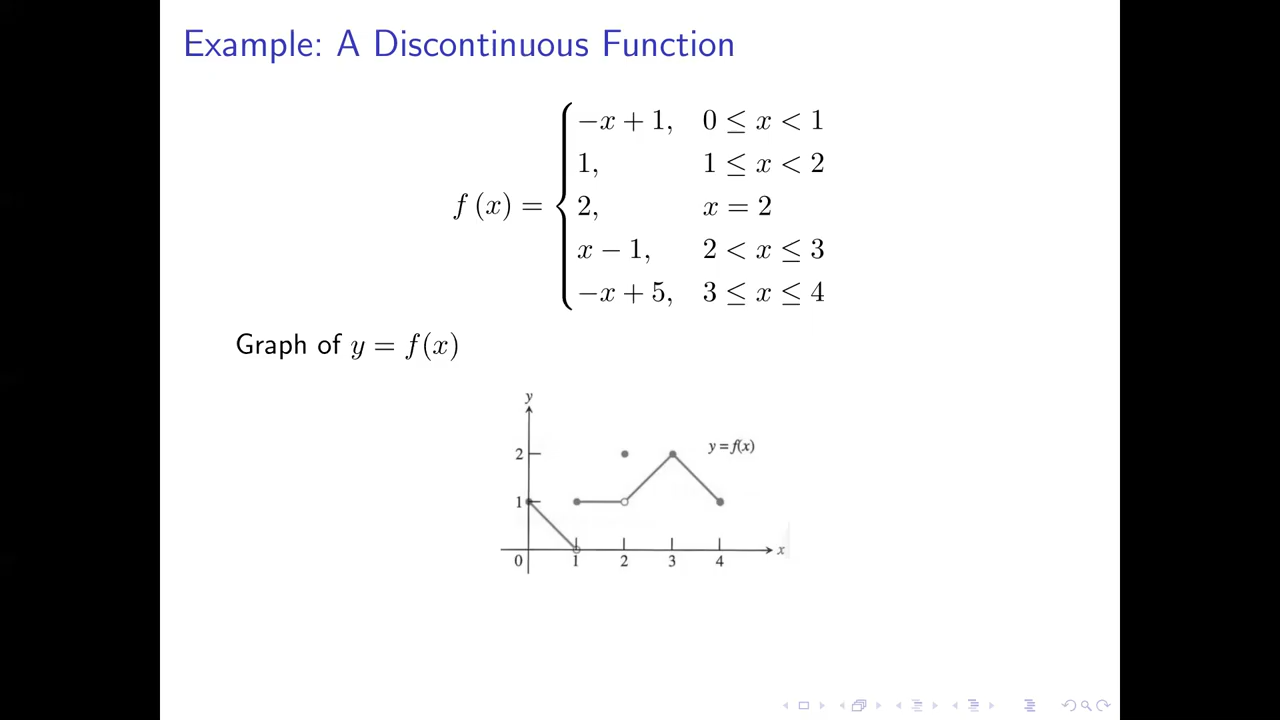 Example: A Discontinuous Function
−x + 1, 0 ≤ x < 1
1, 1 ≤ x < 2
f (x) = { 2, x = 2
x − 1, 2 < x ≤ 3
−x + 5, 3 ≤ x ≤ 4
Graph of y = f(x)
y
y = f(x)
2
1
x
0 1 2 3 4